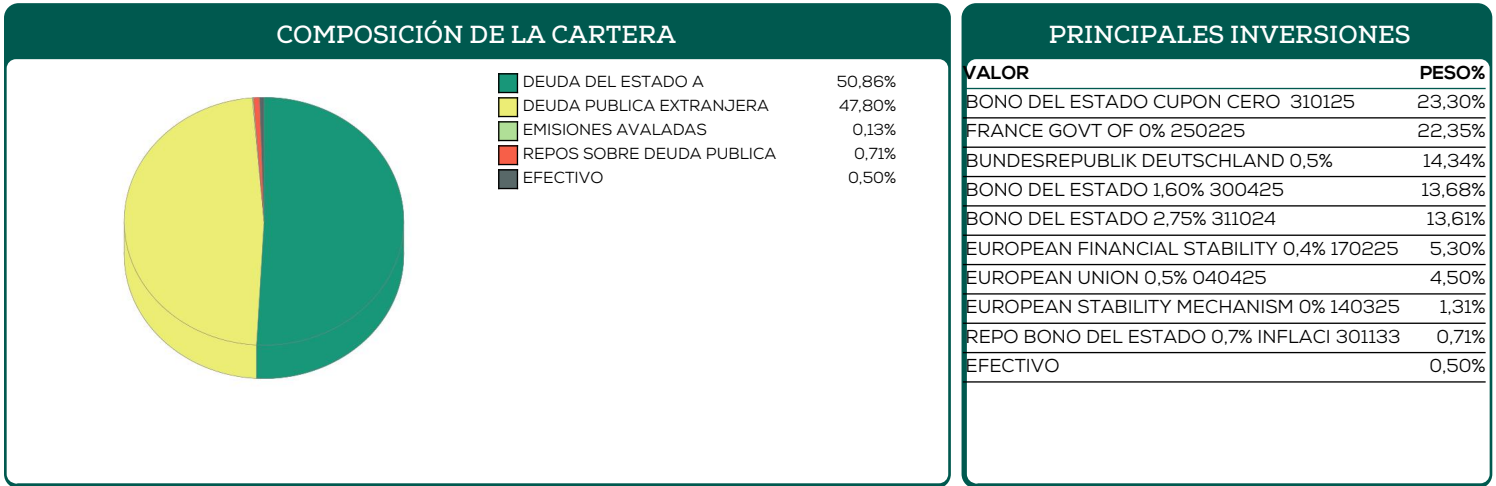 COMPOSICIÓN DE LA CARTERA
DEUDA DEL ESTADO A 50,86%
DEUDA PUBLICA EXTRANJERA 47,80%
EMISIONES AVALADAS 0,13%
REPOS SOBRE DEUDA PUBLICA 0,71%
EFECTIVO 0,50%
PRINCIPALES INVERSIONES
VALOR PESO%
BONO DEL ESTADO CUPON CERO 310125 23,30%
FRANCE GOVT OF 0% 250225 22,35%
BUNDESREPUBLIK DEUTSCHLAND 0,5% 14,34%
BONO DEL ESTADO 1,60% 300425 13,68%
BONO DEL ESTADO 2,75% 311024 13,61%
EUROPEAN FINANCIAL STABILITY 0,4% 170225 5,30%
EUROPEAN UNION 0,5% 040425 4,50%
EUROPEAN STABILITY MECHANISM 0% 140325 1,31%
REPO BONO DEL ESTADO 0,7% INFLACI 301133 0,71%
EFECTIVO 0,50%